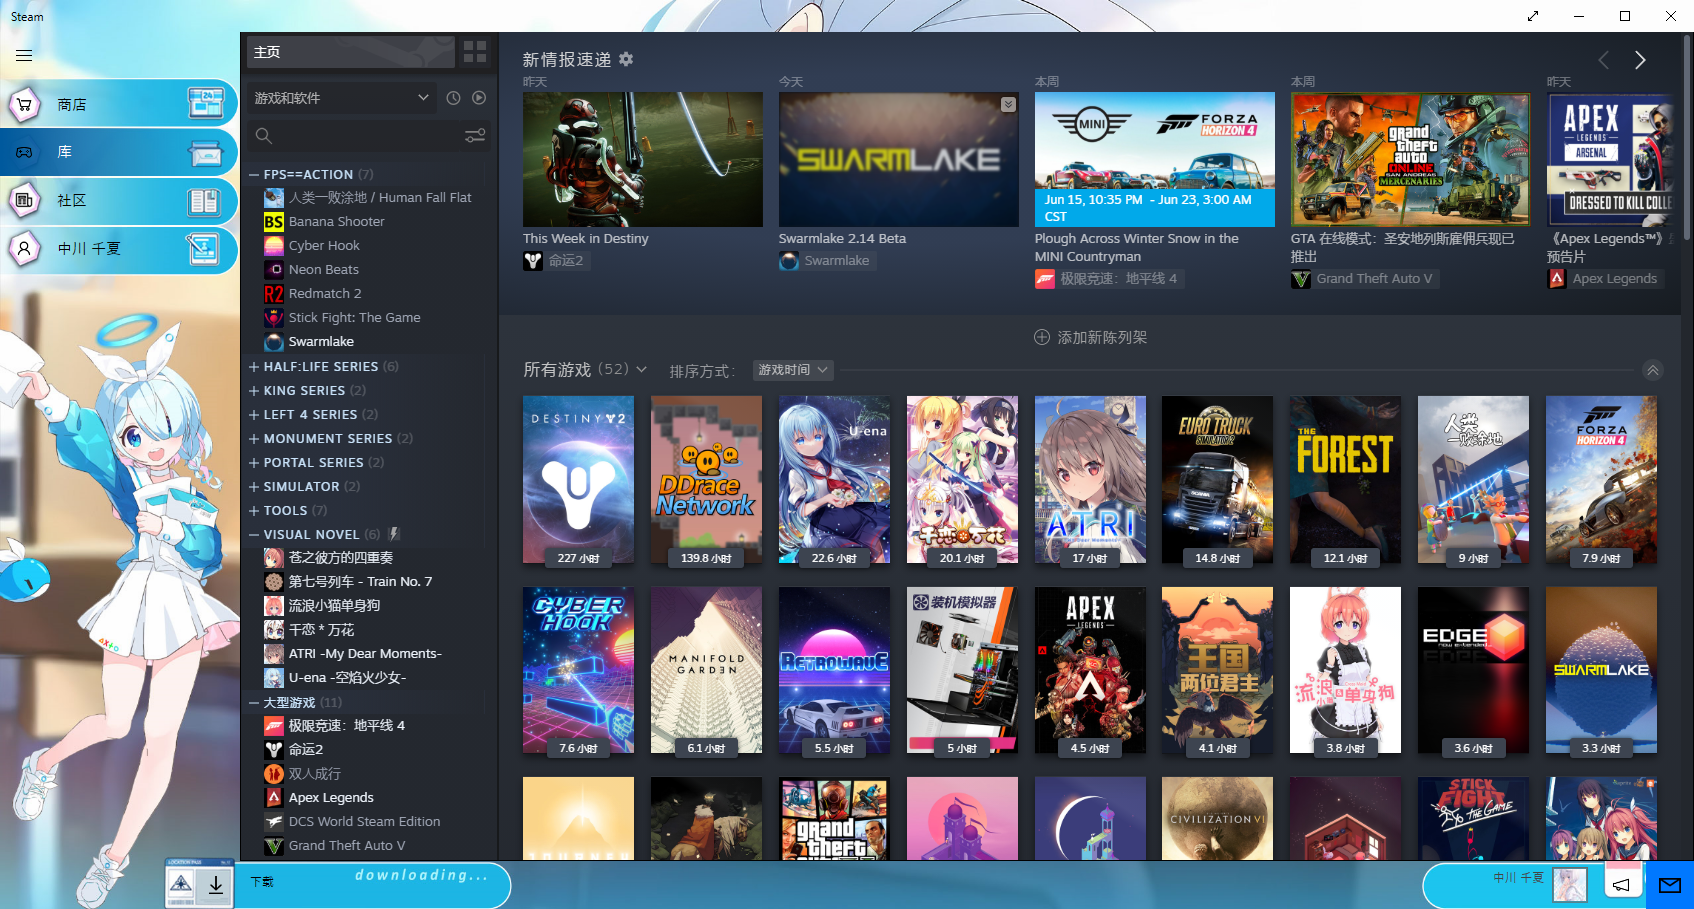 Steam
商店
24
库
社区
中川 千夏
主页
游戏和软件
FPS==ACTION (7)
人类一败涂地 / Human Fall Flat
BS
Banana Shooter
Cyber Hook
Neon Beats
R2
Redmatch 2
Stick Fight: The Game
Swarmlake
HALF:LIFE SERIES (6)
KING SERIES (2)
LEFT 4 SERIES (2)
MONUMENT SERIES (2)
PORTAL SERIES (2)
SIMULATOR (2)
TOOLS (7)
VISUAL NOVEL (6)
苍之彼方的四重奏
第七号列车 - Train No. 7
流浪小猫单身狗
千恋＊万花
ATRI -My Dear Moments-
U-ena -空焰火少女-
大型游戏 (11)
极限竞速：地平线 4
命运2
双人成行
Apex Legends
DCS World Steam Edition
Grand Theft Auto V
新情报速递
昨天
今天
本周
本周
昨天
SWARMLAKE
MINI
FORZA
HORIZON 4
Jun 15, 10:35 PM - Jun 23, 3:00 AM
CST
grand
theft
auto
ONLINE
SAN ANDREAS
MERCENARIES
APEX
LEGENDS
ARSENAL
DRESSED TO KILL COLLE
This Week in Destiny
命运2
Swarmlake 2.14 Beta
Swarmlake
Plough Across Winter Snow in the
MINI Countryman
极限竞速：地平线 4
GTA 在线模式：圣安地列斯雇佣兵现已
推出
Grand Theft Auto V
《Apex Legends™》
预告片
Apex Legends
添加新陈列架
所有游戏 (52)
排序方式：
游戏时间
DESTINY 2
227 小时
DDrace
Network
139.8 小时
U-ena
22.6 小时
千恋万花
20.1 小时
ATRI
17 小时
EURO TRUCK
SIMULATOR 2
SCANIA
14.8 小时
THE
FOREST
12.1 小时
人类
一败涂地
9 小时
FORZA
HORIZON 4
7.9 小时
CYBER
HOOK
7.6 小时
MANIFOLD
GARDEN
6.1 小时
RETROWAVE
5.5 小时
装机模拟器
5 小时
APEX
LEGENDS
4.5 小时
王国
两位君主
4.1 小时
流浪小猫单身狗
3.8 小时
EDGE
now extended
3.6 小时
SWARMLAKE
3.3 小时
JOURNEY
grand
theft
auto
CIVILIZATION VI
STICK
FIGHT
THE GAME
LOCATION PASS
下载
downloading...
中川 千夏